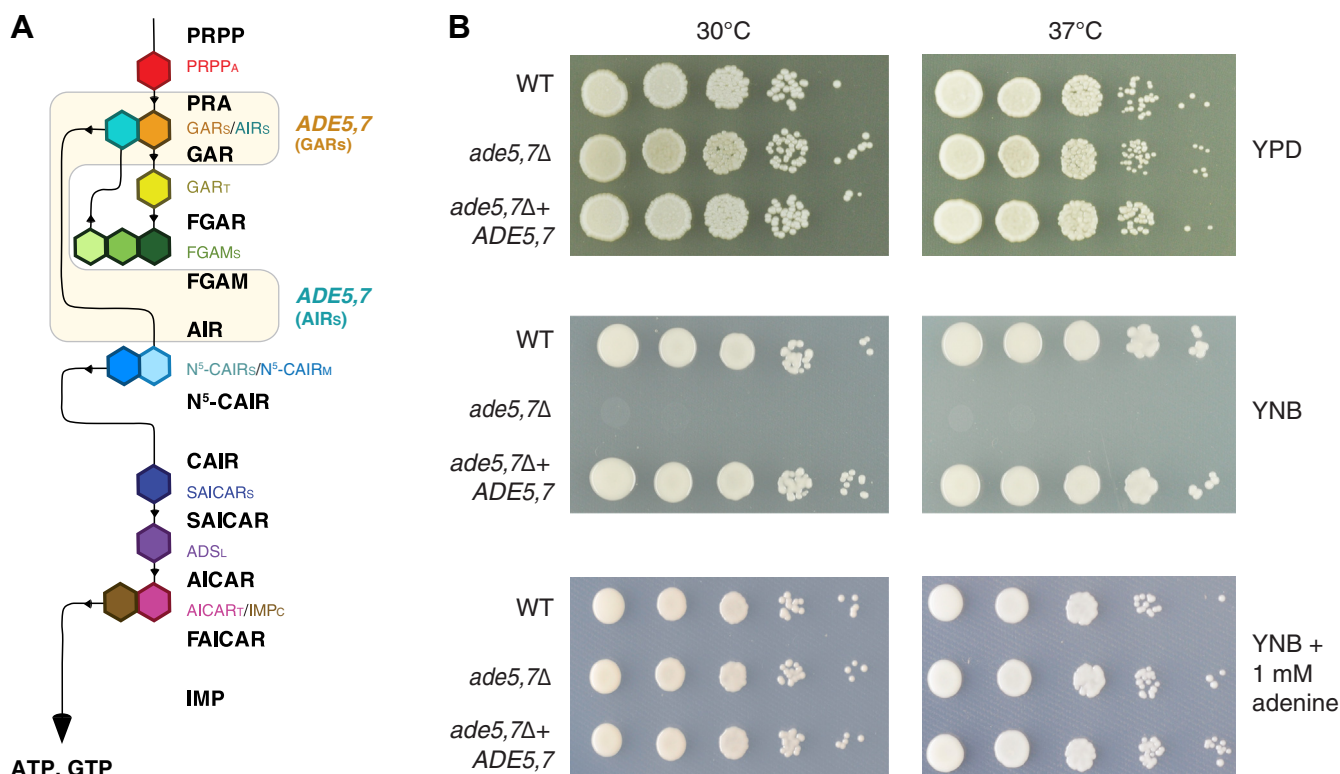 A
PRPP
PRPPA
PRA
GARS/AIRS
GAR
ADE5,7
(GARs)
GART
FGAR
FGAMS
FGAM
ADE5,7
(AIRs)
AIR
N⁵-CAIRS/N⁵-CAIRM
N⁵-CAIR
CAIR
SAICARS
SAICAR
ADSL
AICAR
AICART/IMPC
FAICAR
IMP
ATP, GTP
B
30°C
37°C
WT
ade5,7Δ
ade5,7Δ+
ADE5,7
YPD
WT
ade5,7Δ
ade5,7Δ+
ADE5,7
YNB
WT
ade5,7Δ
ade5,7Δ+
ADE5,7
YNB +
1 mM
adenine